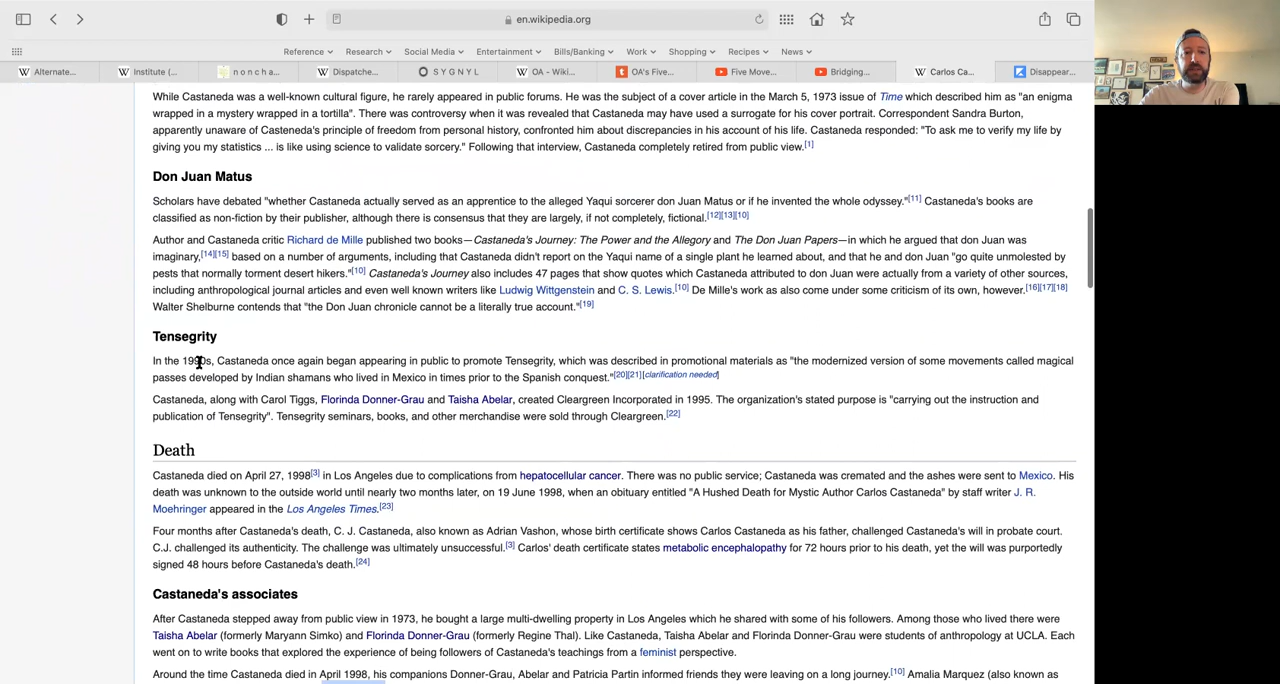 en.wikipedia.org
Reference Research Social Media Entertainment Bills/Banking Work Shopping Recipes News
Alternate... Institute (... n o n c h a... Dispatche... S Y G N Y L OA - Wiki... OA's Five... Five Move... Bridging... Carlos Ca... Disappear...
While Castaneda was a well-known cultural figure, he rarely appeared in public forums. He was the subject of a cover article in the March 5, 1973 issue of Time which described him as "an enigma
wrapped in a mystery wrapped in a tortilla". There was controversy when it was revealed that Castaneda may have used a surrogate for his cover portrait. Correspondent Sandra Burton,
apparently unaware of Casteneda's principle of freedom from personal history, confronted him about discrepancies in his account of his life. Castaneda responded: "To ask me to verify my life by
giving you my statistics ... is like using science to validate sorcery." Following that interview, Castaneda completely retired from public view.[1]
Don Juan Matus
Scholars have debated "whether Castaneda actually served as an apprentice to the alleged Yaqui sorcerer don Juan Matus or if he invented the whole odyssey."[11] Castaneda's books are
classified as non-fiction by their publisher, although there is consensus that they are largely, if not completely, fictional.[12][13][10]
Author and Castaneda critic Richard de Mille published two books—Castaneda's Journey: The Power and the Allegory and The Don Juan Papers—in which he argued that don Juan was
imaginary,[14][15] based on a number of arguments, including that Castaneda didn't report on the Yaqui name of a single plant he learned about, and that he and don Juan "go quite unmolested by
pests that normally torment desert hikers."[10] Castaneda's Journey also includes 47 pages that show quotes which Castaneda attributed to don Juan were actually from a variety of other sources,
including anthropological journal articles and even well known writers like Ludwig Wittgenstein and C. S. Lewis.[10] De Mille's work as also come under some criticism of its own, however.[16][17][18]
Walter Shelburne contends that "the Don Juan chronicle cannot be a literally true account."[19]
Tensegrity
In the 1990s, Castaneda once again began appearing in public to promote Tensegrity, which was described in promotional materials as "the modernized version of some movements called magical
passes developed by Indian shamans who lived in Mexico in times prior to the Spanish conquest."[20][21][clarification needed]
Castaneda, along with Carol Tiggs, Florinda Donner-Grau and Taisha Abelar, created Cleargreen Incorporated in 1995. The organization's stated purpose is "carrying out the instruction and
publication of Tensegrity". Tensegrity seminars, books, and other merchandise were sold through Cleargreen.[22]
Death
Castaneda died on April 27, 1998[3] in Los Angeles due to complications from hepatocellular cancer. There was no public service; Castaneda was cremated and the ashes were sent to Mexico. His
death was unknown to the outside world until nearly two months later, on 19 June 1998, when an obituary entitled "A Hushed Death for Mystic Author Carlos Castaneda" by staff writer J. R.
Moehringer appeared in the Los Angeles Times.[23]
Four months after Castaneda's death, C. J. Castaneda, also known as Adrian Vashon, whose birth certificate shows Carlos Castaneda as his father, challenged Castaneda's will in probate court.
C.J. challenged its authenticity. The challenge was ultimately unsuccessful.[3] Carlos' death certificate states metabolic encephalopathy for 72 hours prior to his death, yet the will was purportedly
signed 48 hours before Castaneda's death.[24]
Castaneda's associates
After Castaneda stepped away from public view in 1973, he bought a large multi-dwelling property in Los Angeles which he shared with some of his followers. Among those who lived there were
Taisha Abelar (formerly Maryann Simko) and Florinda Donner-Grau (formerly Regine Thal). Like Castaneda, Taisha Abelar and Florinda Donner-Grau were students of anthropology at UCLA. Each
went on to write books that explored the experience of being followers of Castaneda's teachings from a feminist perspective.
Around the time Castaneda died in April 1998, his companions Donner-Grau, Abelar and Patricia Partin informed friends they were leaving on a long journey.[10] Amalia Marquez (also known as